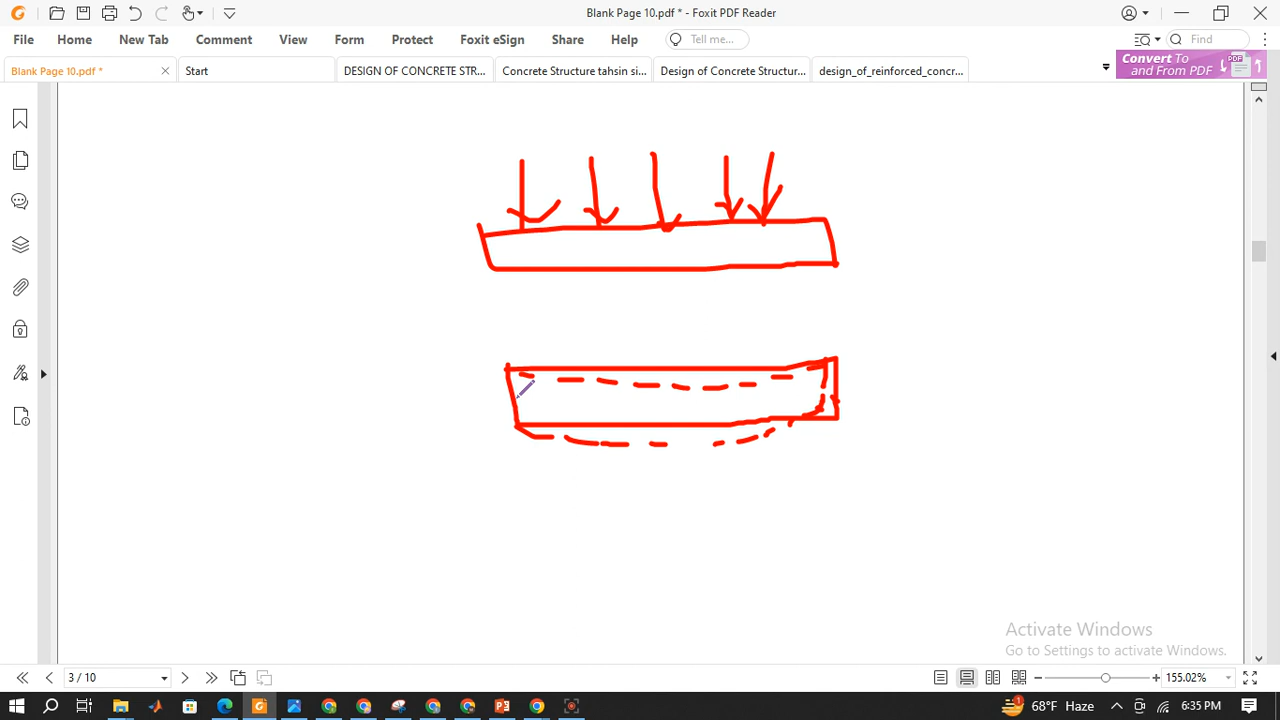 Blank Page 10.pdf * - Foxit PDF Reader
File Home New Tab Comment View Form Protect Foxit eSign Share Help Tell me... Find
Blank Page 10.pdf * Start DESIGN OF CONCRETE STR... Concrete Structure tahsin si... Design of Concrete Structur... design_of_reinforced_concr...
Convert To
and From PDF
PDF
Activate Windows
Go to Settings to activate Windows.
3 / 10 155.02%
68°F Haze 6:35 PM